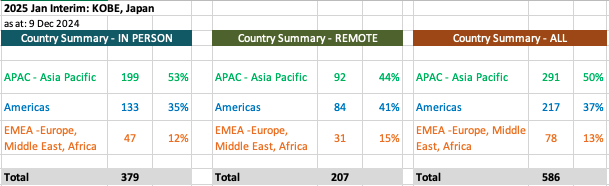 2025 Jan Interim: KOBE, Japan
as at: 9 Dec 2024
Country Summary - IN PERSON Country Summary - REMOTE Country Summary - ALL
APAC - Asia Pacific 199 53% APAC - Asia Pacific 92 44% APAC - Asia Pacific 291 50%
Americas 133 35% Americas 84 41% Americas 217 37%
EMEA -Europe, Middle East, Africa 47 12% EMEA -Europe, Middle East, Africa 31 15% EMEA -Europe, Middle East, Africa 78 13%
Total 379 Total 207 Total 586